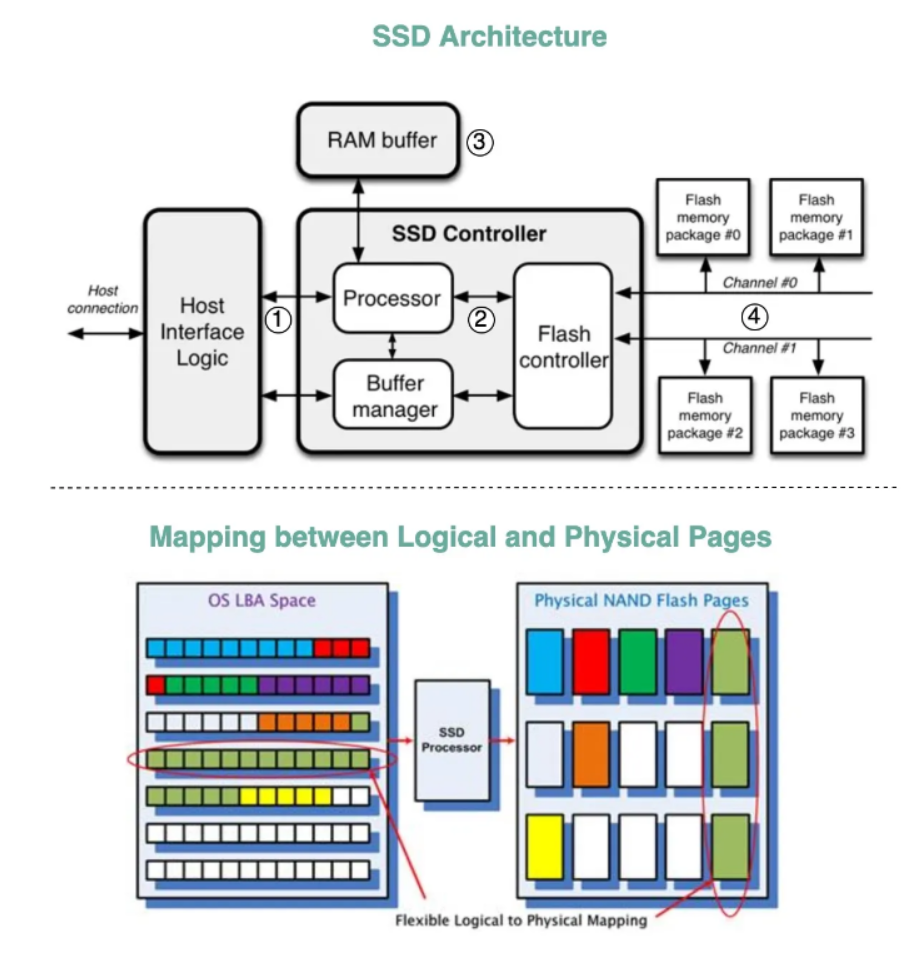 SSD Architecture
RAM buffer
③
SSD Controller
Host
connection
Host
Interface
Logic
①
Processor
②
Buffer
manager
Flash
controller
Flash
memory
package #0
Flash
memory
package #1
Channel #0
④
Channel #1
Flash
memory
package #2
Flash
memory
package #3
Mapping between Logical and Physical Pages
OS LBA Space
SSD
Processor
Physical NAND Flash Pages
Flexible Logical to Physical Mapping